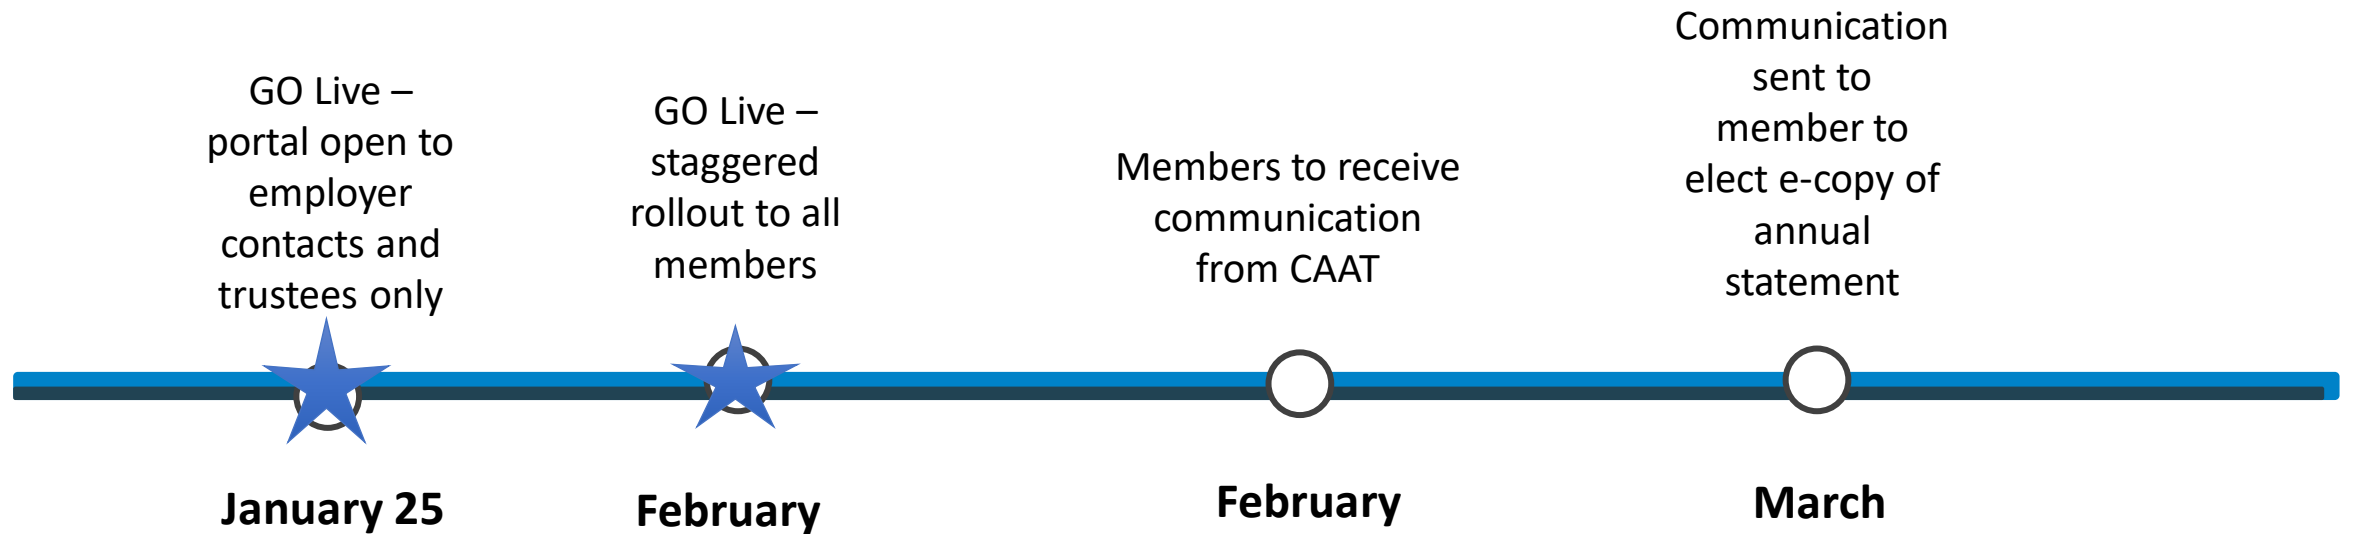 GO Live –
portal open to
employer
contacts and
trustees only
January 25
GO Live –
staggered
rollout to all
members
February
Members to receive
communication
from CAAT
February
Communication
sent to
member to
elect e-copy of
annual
statement
March